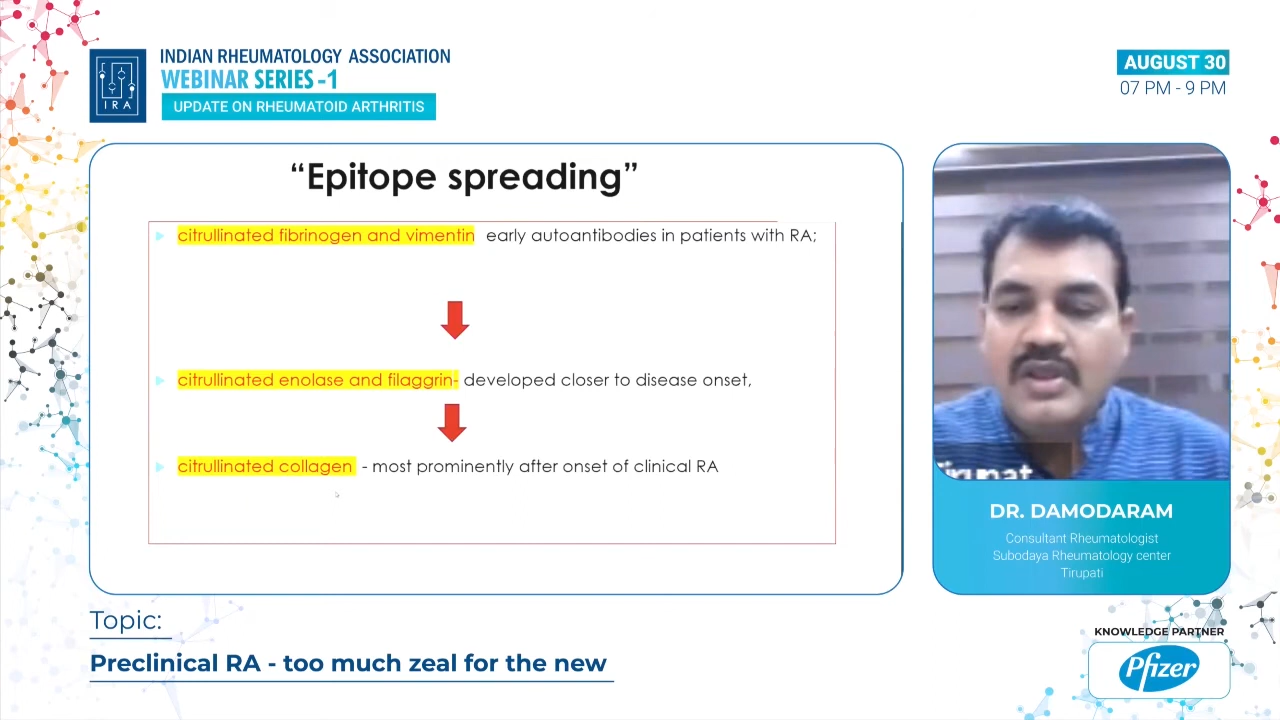 INDIAN RHEUMATOLOGY ASSOCIATION
WEBINAR SERIES -1
UPDATE ON RHEUMATOID ARTHRITIS
IRA
AUGUST 30
07 PM - 9 PM
“Epitope spreading”
citrullinated fibrinogen and vimentin early autoantibodies in patients with RA;
citrullinated enolase and filaggrin- developed closer to disease onset,
citrullinated collagen - most prominently after onset of clinical RA
DR. DAMODARAM
Consultant Rheumatologist
Subodaya Rheumatology center
Tirupati
Topic:
Preclinical RA - too much zeal for the new
KNOWLEDGE PARTNER
Pfizer